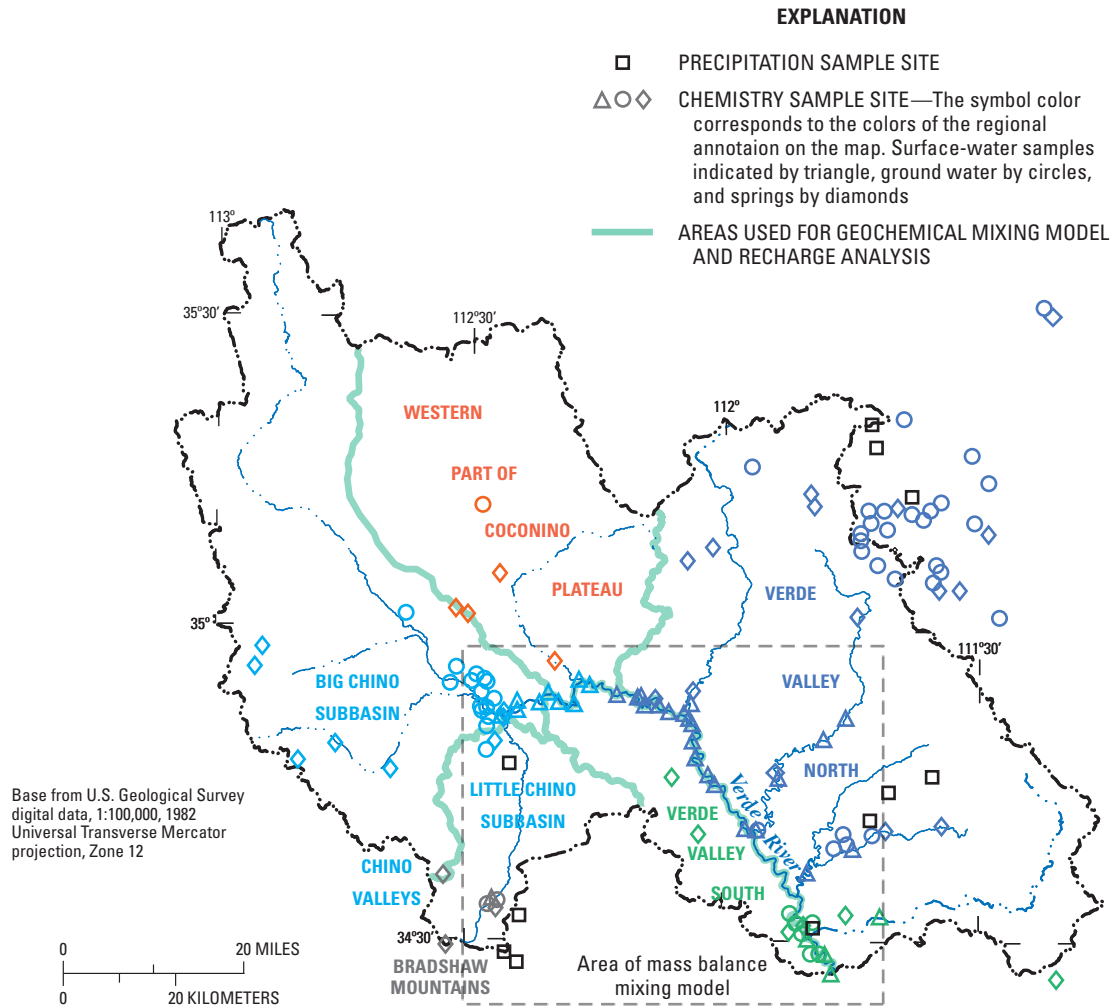 EXPLANATION
PRECIPITATION SAMPLE SITE
CHEMISTRY SAMPLE SITE—The symbol color
corresponds to the colors of the regional
annotaion on the map. Surface-water samples
indicated by triangle, ground water by circles,
and springs by diamonds
AREAS USED FOR GEOCHEMICAL MIXING MODEL
AND RECHARGE ANALYSIS
113°
35°30'
112°30'
112°
WESTERN
PART OF
COCONINO
PLATEAU
VERDE
35°
111°30'
BIG CHINO
SUBBASIN
VALLEY
NORTH
LITTLE CHINO
SUBBASIN
Verde River
VERDE
VALLEY
SOUTH
Base from U.S. Geological Survey
digital data, 1:100,000, 1982
Universal Transverse Mercator
projection, Zone 12
CHINO
VALLEYS
34°30'
BRADSHAW
MOUNTAINS
Area of mass balance
mixing model
0 20 MILES
0 20 KILOMETERS